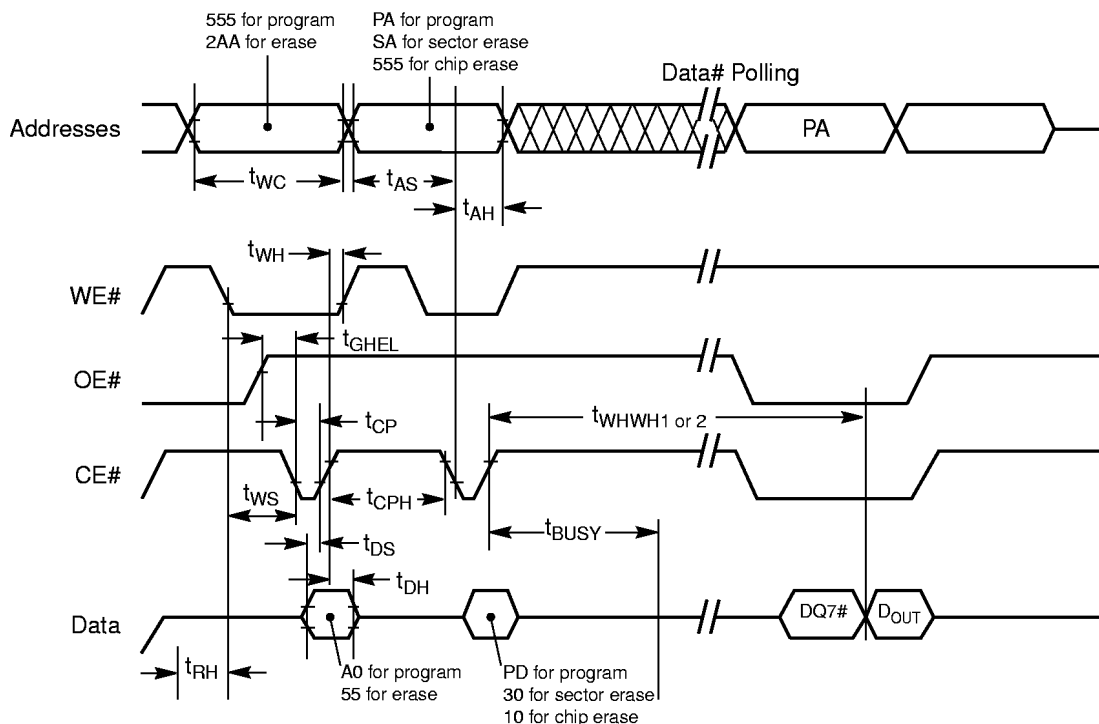 555 for program
2AA for erase
PA for program
SA for sector erase
555 for chip erase
Data# Polling
Addresses
PA
tWC
tAS
tAH
tWH
WE#
tGHEL
OE#
tCP
tWHWH1 or 2
CE#
tWS
tCPH
tBUSY
tDS
tDH
Data
DQ7#
DOUT
tRH
A0 for program
55 for erase
PD for program
30 for sector erase
10 for chip erase